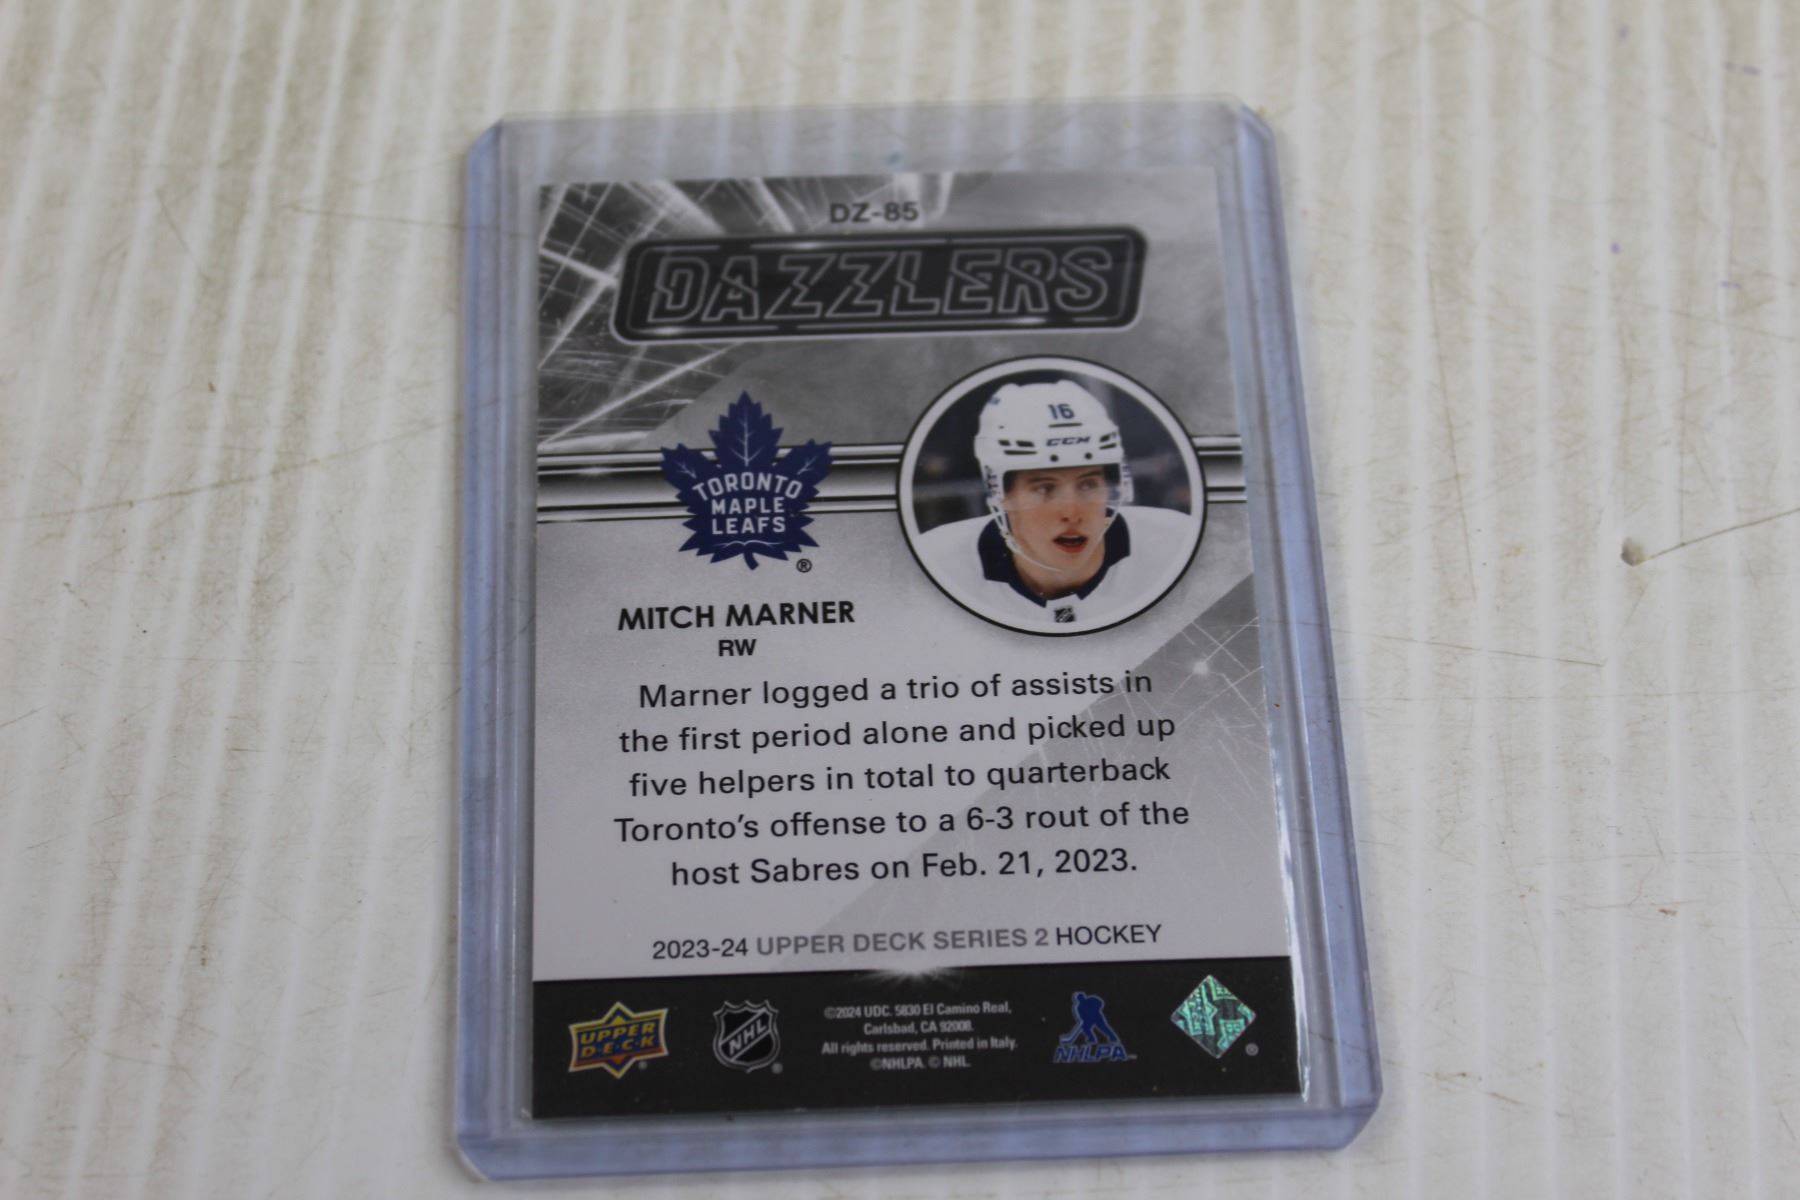 DZ-85
DAZZLERS
16
CCM
TORONTO
MAPLE
LEAFS
®
MITCH MARNER
RW
Marner logged a trio of assists in
the first period alone and picked up
five helpers in total to quarterback
Toronto's offense to a 6-3 rout of the
host Sabres on Feb. 21, 2023.
2023-24 UPPER DECK SERIES 2 HOCKEY
UPPER
D·E·C·K
®
NHL
®
©2024 UDC. 5830 El Camino Real,
Carlsbad, CA 92008.
All rights reserved. Printed in Italy.
©NHLPA. © NHL.
NHLPA™
®